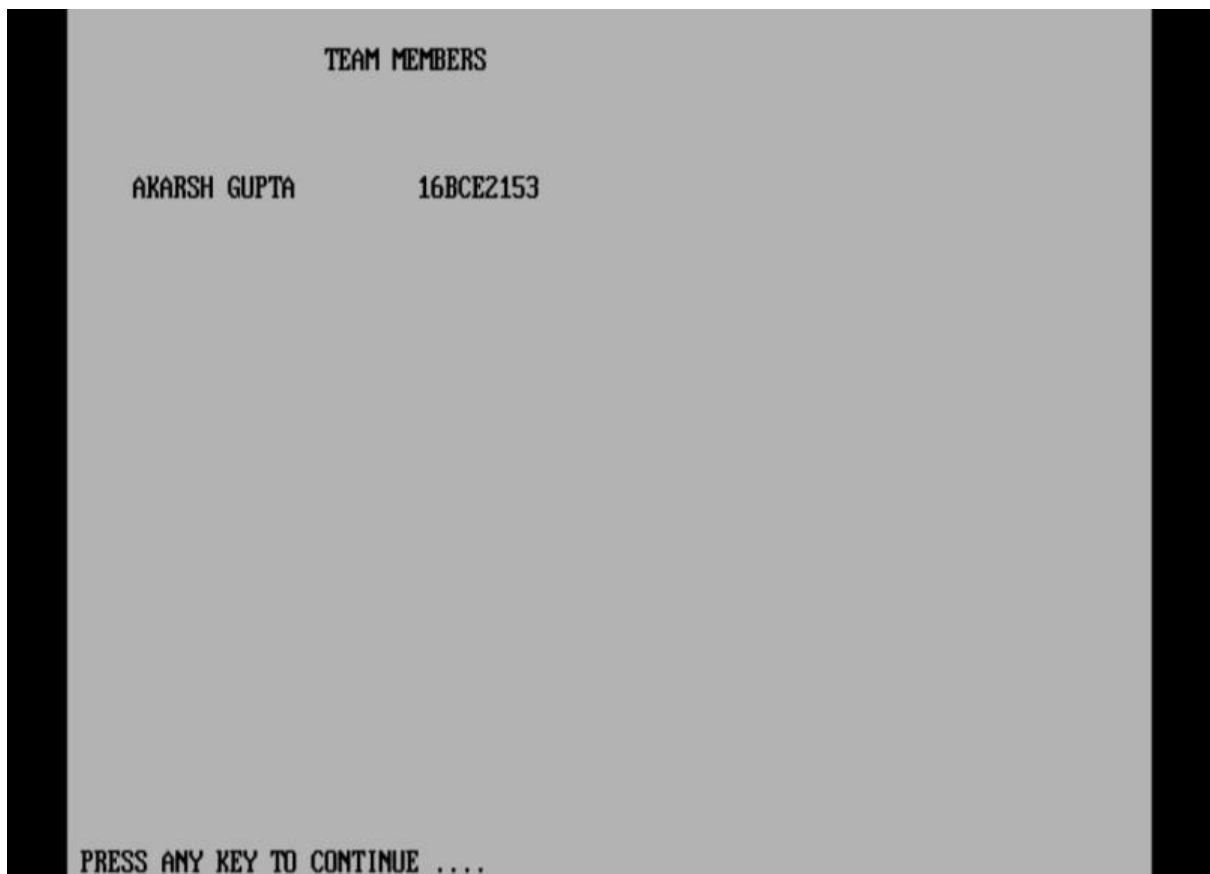 TEAM MEMBERS
AKARSH GUPTA 16BCE2153
PRESS ANY KEY TO CONTINUE ....